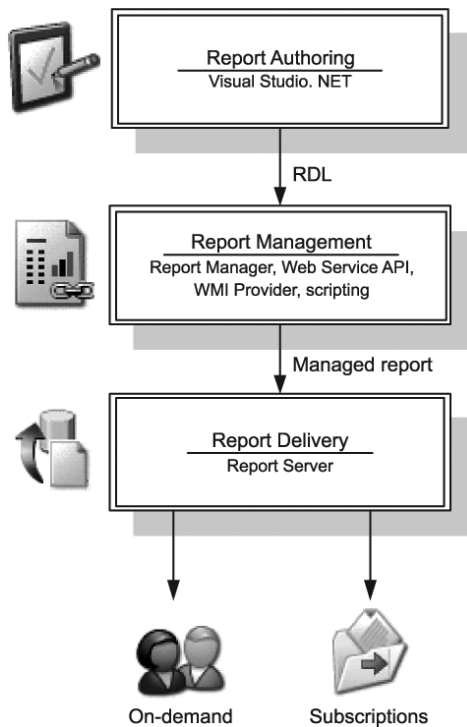 Report Authoring
Visual Studio. NET
RDL
Report Management
Report Manager, Web Service API,
WMI Provider, scripting
Managed report
Report Delivery
Report Server
On-demand
Subscriptions